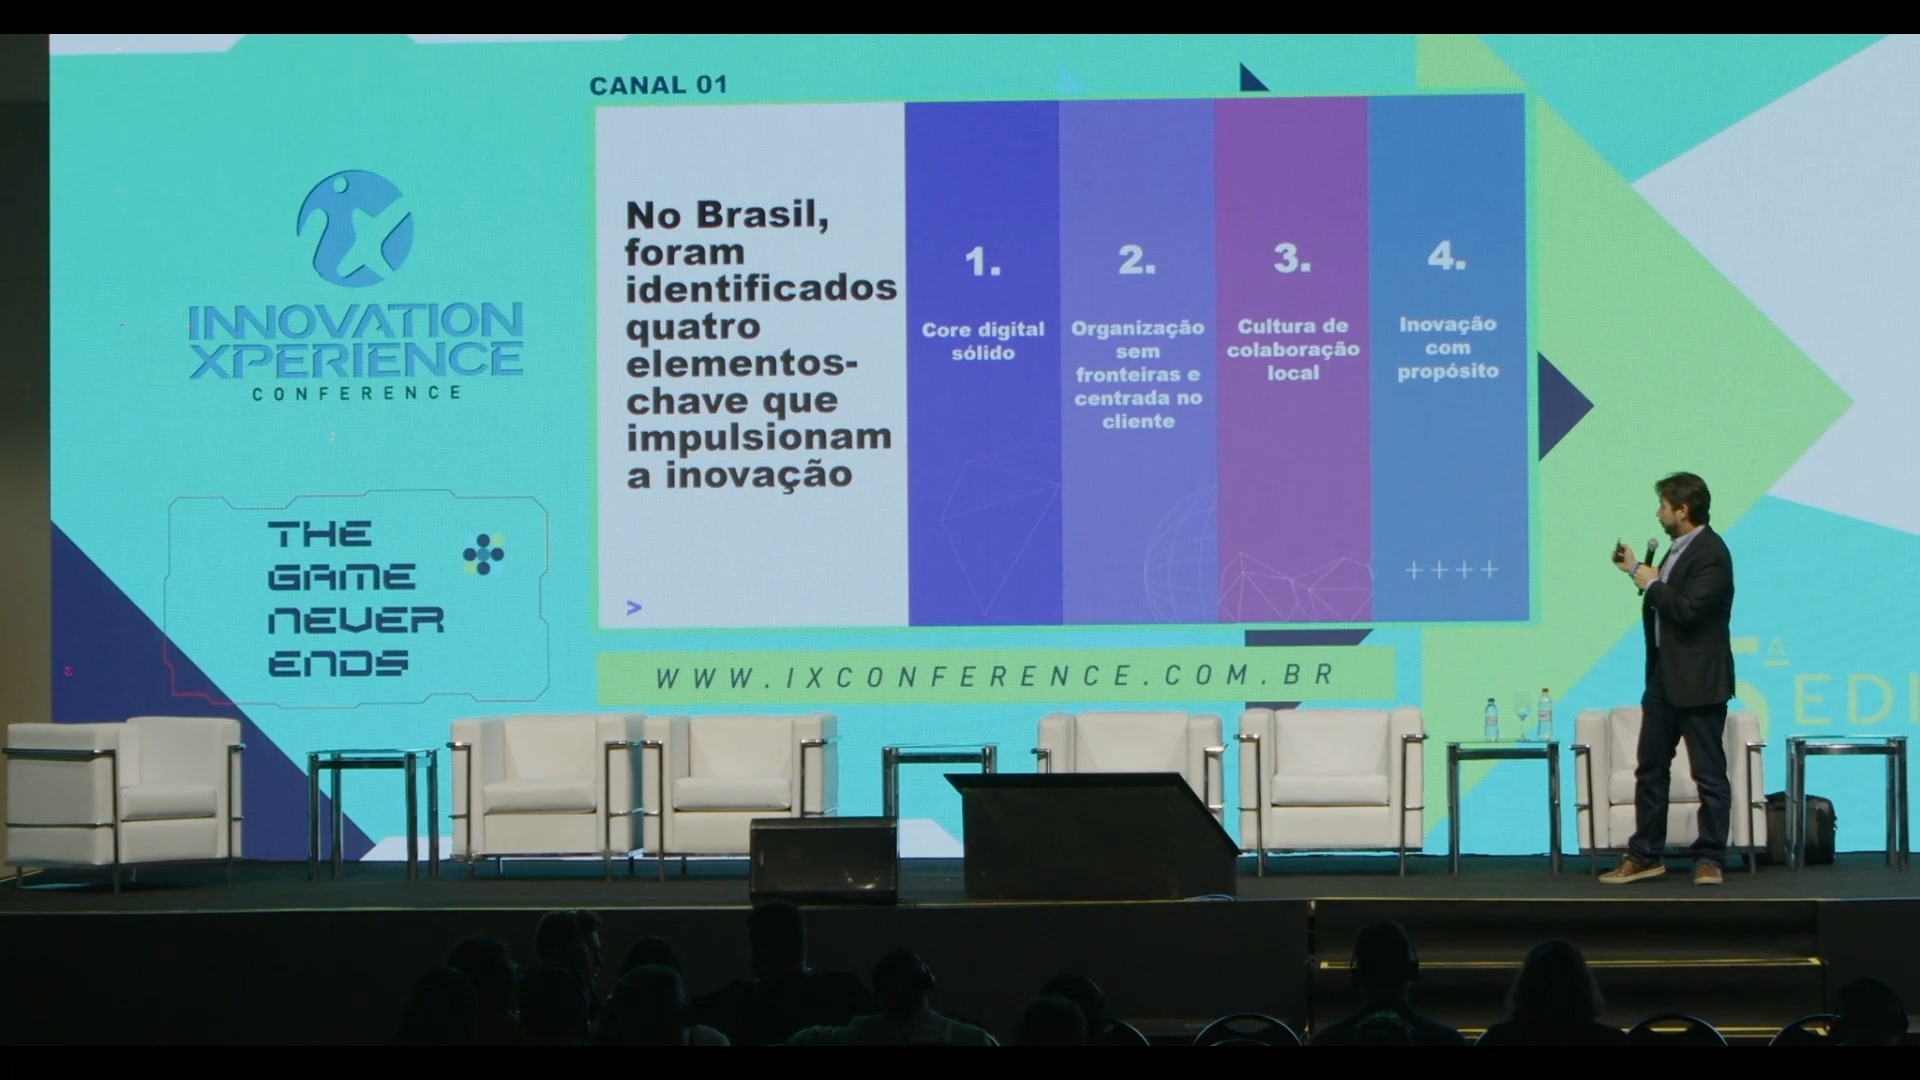 CANAL 01
INNOVATION
XPERIENCE
CONFERENCE
THE
GAME
NEVER
ENDS
No Brasil,
foram
identificados
quatro
elementos-
chave que
impulsionam
a inovação
>
1.
Core digital
sólido
2.
Organização
sem
fronteiras e
centrada no
cliente
3.
Cultura de
colaboração
local
4.
Inovação
com
propósito
++++
WWW.IXCONFERENCE.COM.BR